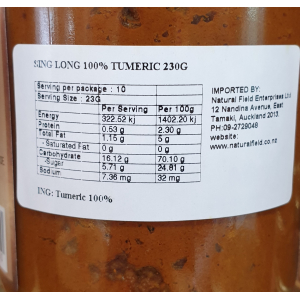 SING LONG 100% TUMERIC 230G
Serving per package : 10
Serving Size : 23G
Per Serving Per 100g
Energy 322.52 kj 1402.20 kj
Protein 0.53 g 2.30 g
Total Fat 1.15 g 5 g
- Saturated Fat 0 g 0 g
Carbohydrate 16.12 g 70.10 g
-Sugar 5.71 g 24.81 g
Sodium 7.36 mg 32 mg
ING: Tumeric 100%
IMPORTED BY:
Natural Field Enterprises Ltd
12 Nandina Avenue, East
Tamaki, Auckland 2013
PH:09-2729048
website:
www.naturalfield.co.nz